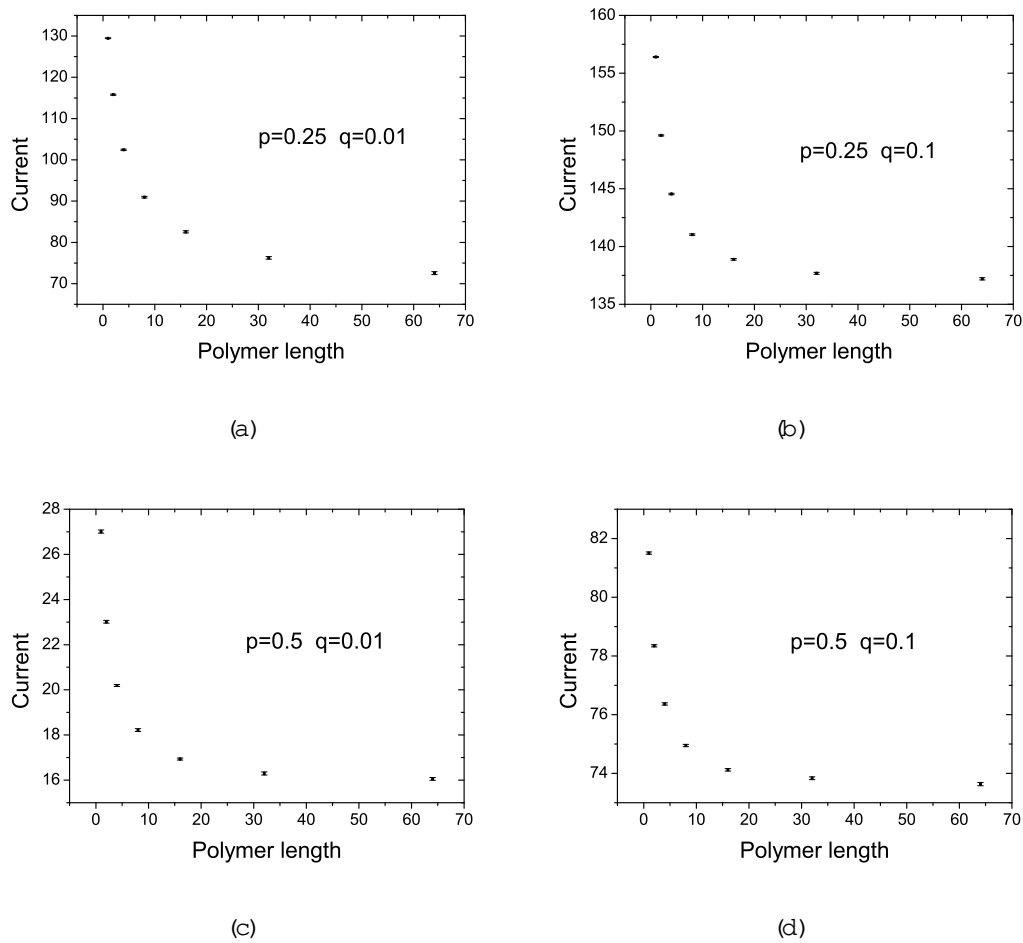 130
120
110
100
90
80
70
Current
p=0.25 q=0.01
0 10 20 30 40 50 60 70
Polymer length
(a)
160
155
150
145
140
135
Current
p=0.25 q=0.1
0 10 20 30 40 50 60 70
Polymer length
(b)
28
26
24
22
20
18
16
Current
p=0.5 q=0.01
0 10 20 30 40 50 60 70
Polymer length
(c)
82
80
78
76
74
Current
p=0.5 q=0.1
0 10 20 30 40 50 60 70
Polymer length
(d)